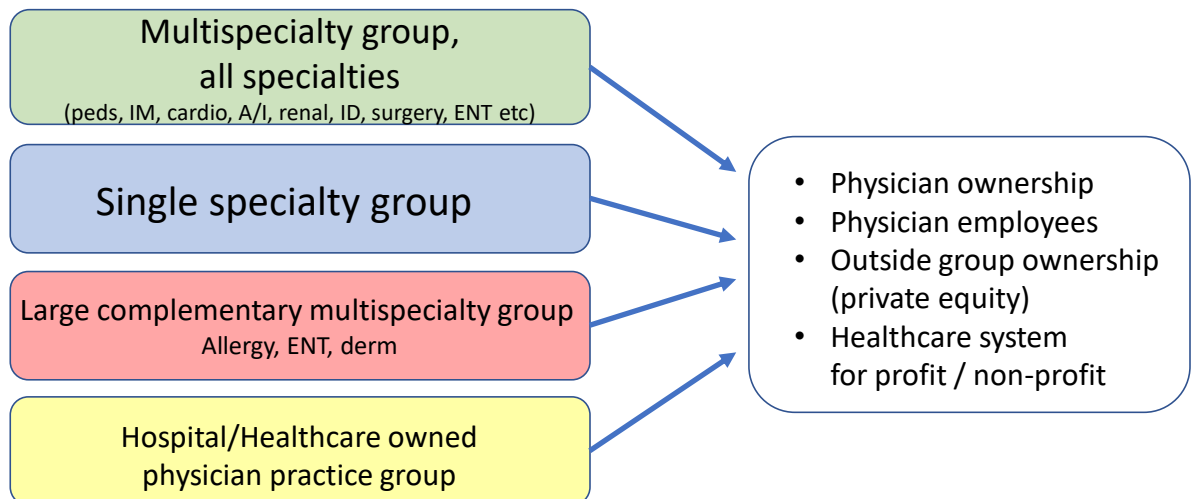 Multispecialty group,
all specialties
(peds, IM, cardio, A/I, renal, ID, surgery, ENT etc)
Single specialty group
Large complementary multispecialty group
Allergy, ENT, derm
Hospital/Healthcare owned
physician practice group
• Physician ownership
• Physician employees
• Outside group ownership
(private equity)
• Healthcare system
for profit / non-profit